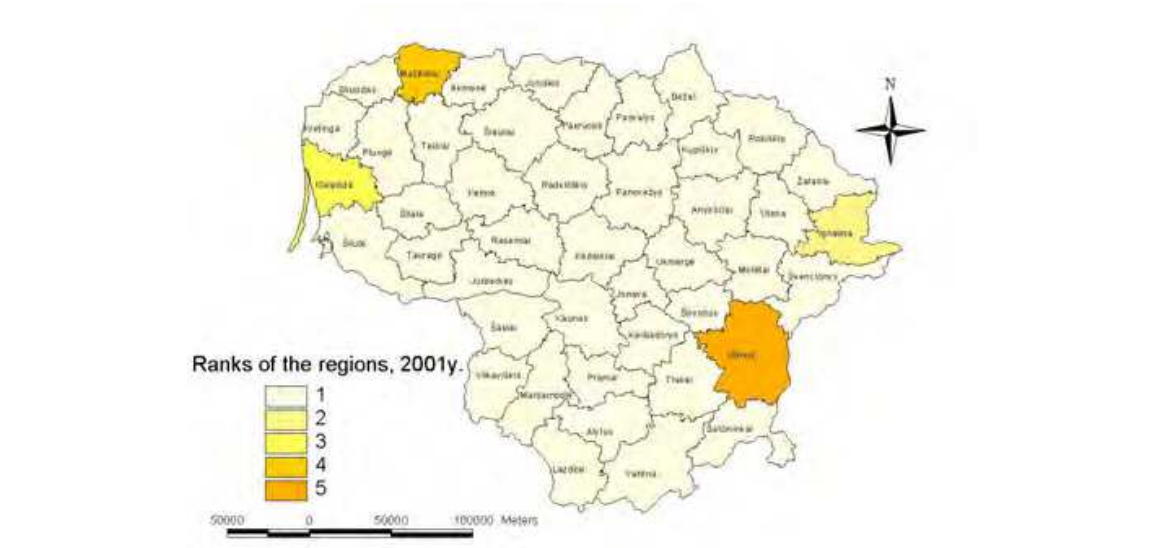 Mažeikiai
Skuodas
Akmenė
Joniškis
Biržai
Kretinga
Plungė
Telšiai
Šiauliai
Pakruojis
Pasvalys
Rokiškis
Kupiškis
Klaipėda
Kelmė
Radviliškis
Panevėžys
Zarasai
Šilalė
Anykščiai
Utena
Ignalina
Šilutė
Tauragė
Raseiniai
Kėdainiai
Ukmergė
Molėtai
Švenčionys
Jurbarkas
Jonava
Šakiai
Kaunas
Širvintos
Kaišiadorys
Vilnius
Vilkaviškis
Marijampolė
Prienai
Trakai
Alytus
Šalčininkai
Lazdijai
Varėna
N
Ranks of the regions, 2001y.
1
2
3
4
5
50000 0 50000 100000 Meters